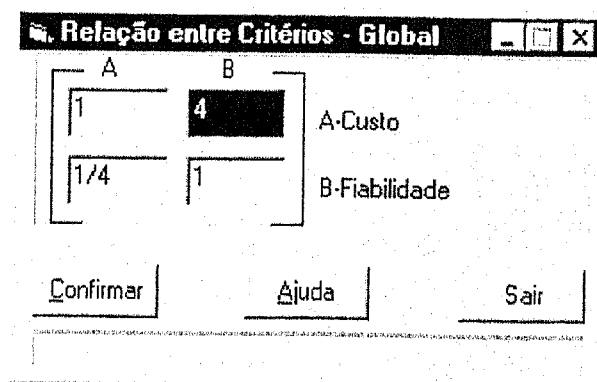 Relação entre Critérios - Global
A B
1 4 A-Custo
1/4 1 B-Fiabilidade
Confirmar Ajuda Sair